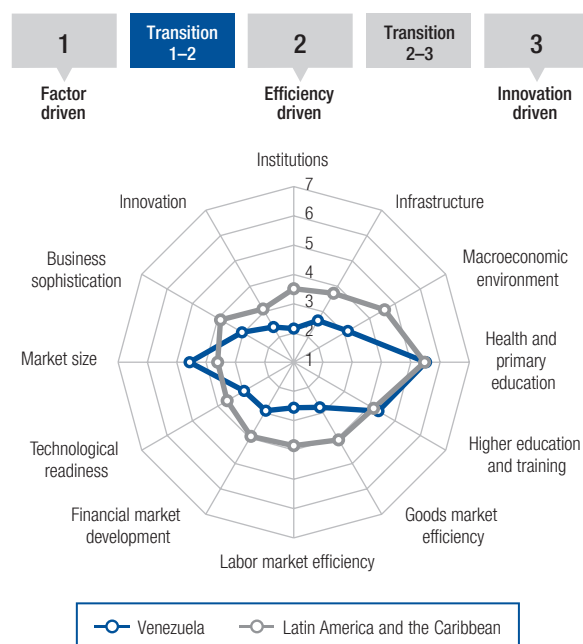 1
Transition
1–2
2
Transition
2–3
3
Factor
driven
Efficiency
driven
Innovation
driven
Institutions
Infrastructure
Macroeconomic
environment
Health and
primary
education
Higher education
and training
Goods market
efficiency
Labor market efficiency
Financial market
development
Technological
readiness
Market size
Business
sophistication
Innovation
7
6
5
4
3
2
1
Venezuela
Latin America and the Caribbean